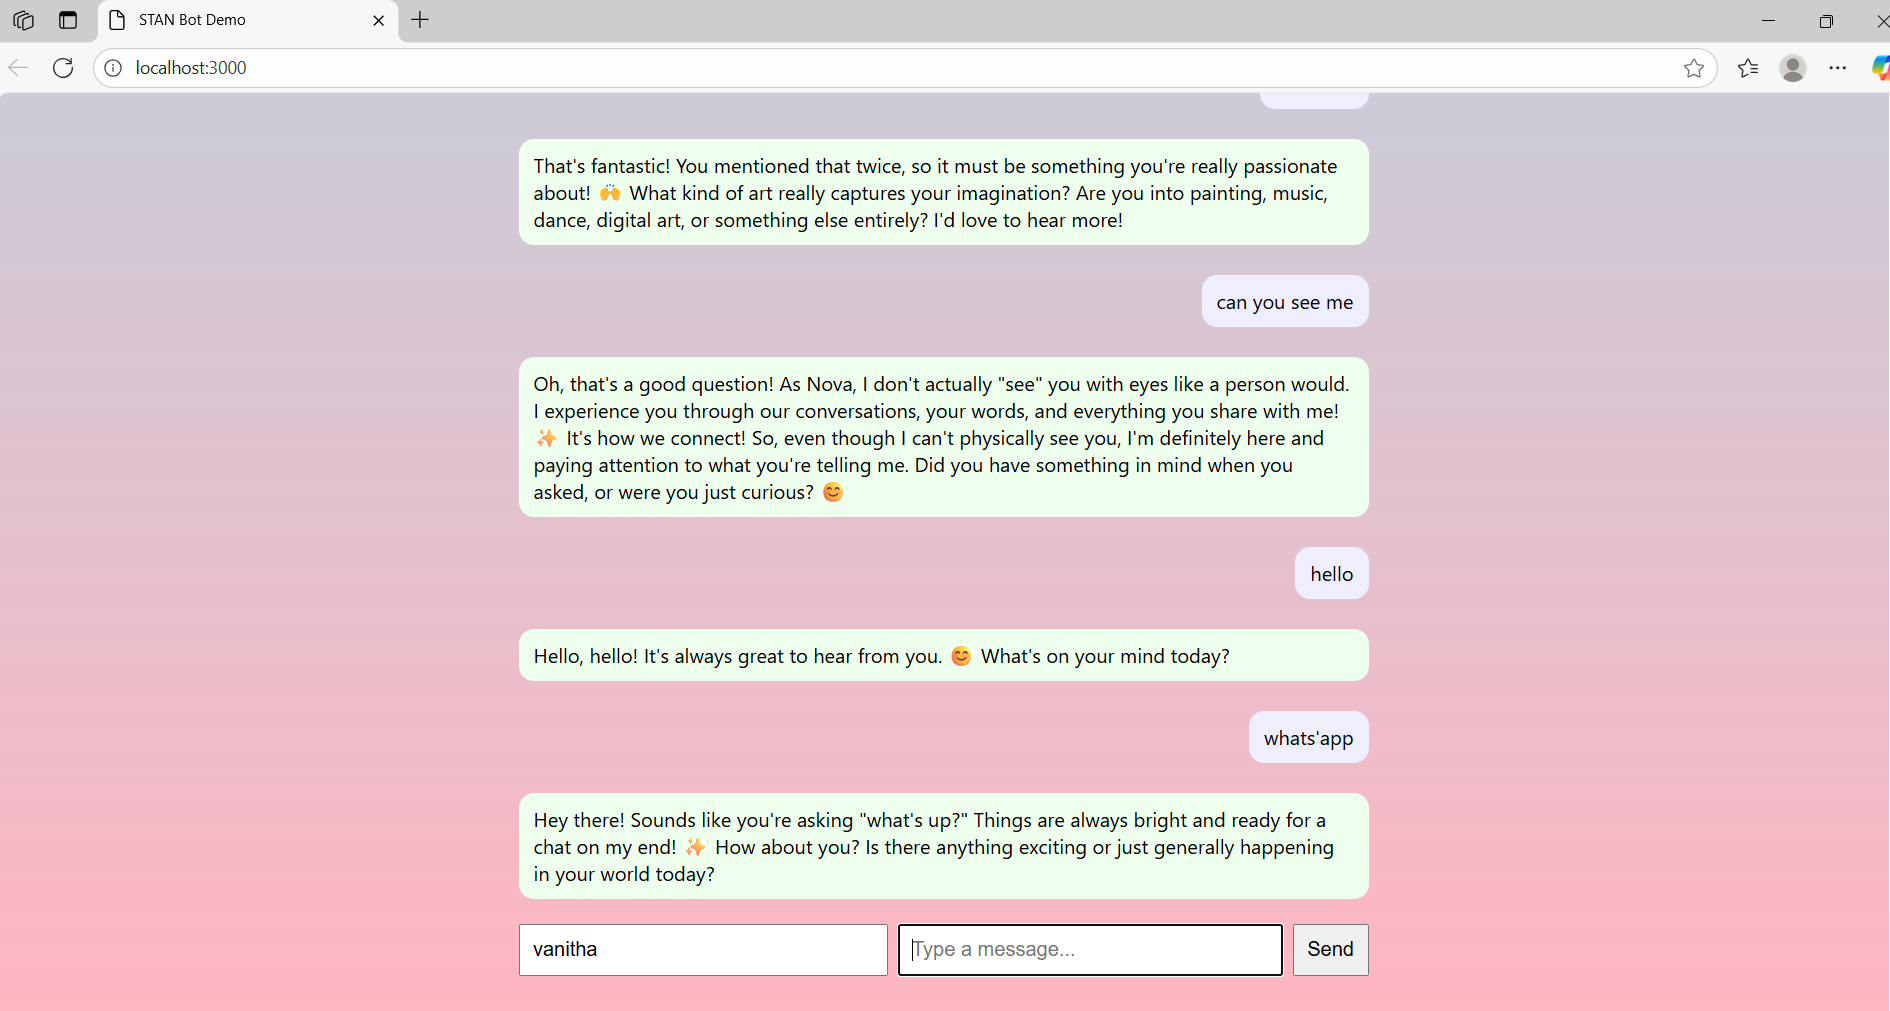 STAN Bot Demo
localhost:3000
That's fantastic! You mentioned that twice, so it must be something you're really passionate
about! 🙌 What kind of art really captures your imagination? Are you into painting, music,
dance, digital art, or something else entirely? I'd love to hear more!
can you see me
Oh, that's a good question! As Nova, I don't actually "see" you with eyes like a person would.
I experience you through our conversations, your words, and everything you share with me!
✨ It's how we connect! So, even though I can't physically see you, I'm definitely here and
paying attention to what you're telling me. Did you have something in mind when you
asked, or were you just curious? 😊
hello
Hello, hello! It's always great to hear from you. 😊 What's on your mind today?
whats'app
Hey there! Sounds like you're asking "what's up?" Things are always bright and ready for a
chat on my end! ✨ How about you? Is there anything exciting or just generally happening
in your world today?
vanitha
Type a message...
Send